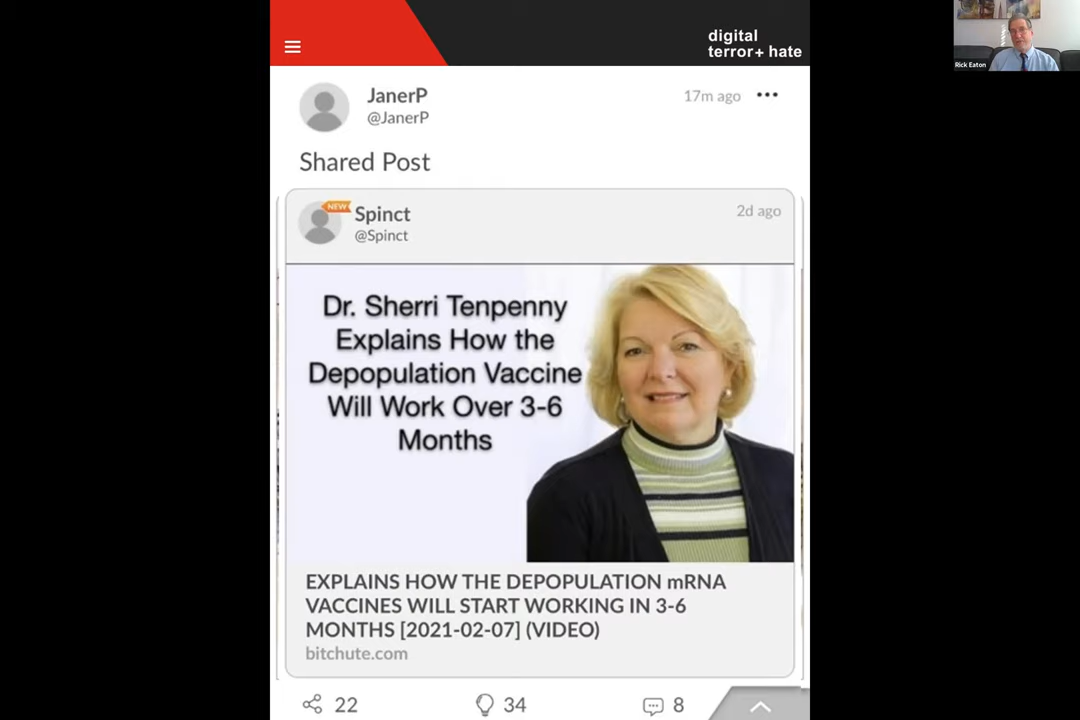 digital
terror+ hate
Rick Eaton
JanerP
17m ago
@JanerP
Shared Post
NEW
Spinct
2d ago
@Spinct
Dr. Sherri Tenpenny
Explains How the
Depopulation Vaccine
Will Work Over 3-6
Months
EXPLAINS HOW THE DEPOPULATION mRNA
VACCINES WILL START WORKING IN 3-6
MONTHS [2021-02-07] (VIDEO)
bitchute.com
22
34
8